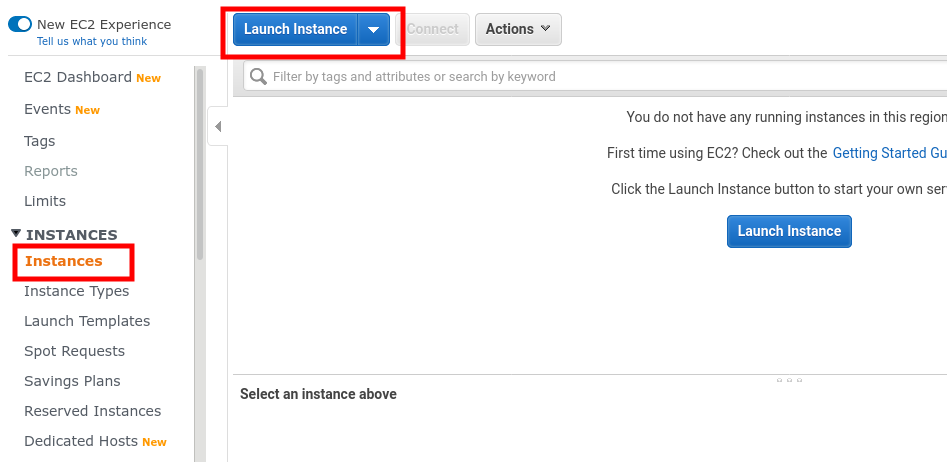 New EC2 Experience
Tell us what you think
EC2 Dashboard New
Events New
Tags
Reports
Limits
INSTANCES
Instances
Instance Types
Launch Templates
Spot Requests
Savings Plans
Reserved Instances
Dedicated Hosts New
Launch Instance
Connect
Actions
Filter by tags and attributes or search by keyword
You do not have any running instances in this region
First time using EC2? Check out the Getting Started Gu
Click the Launch Instance button to start your own ser
Launch Instance
Select an instance above